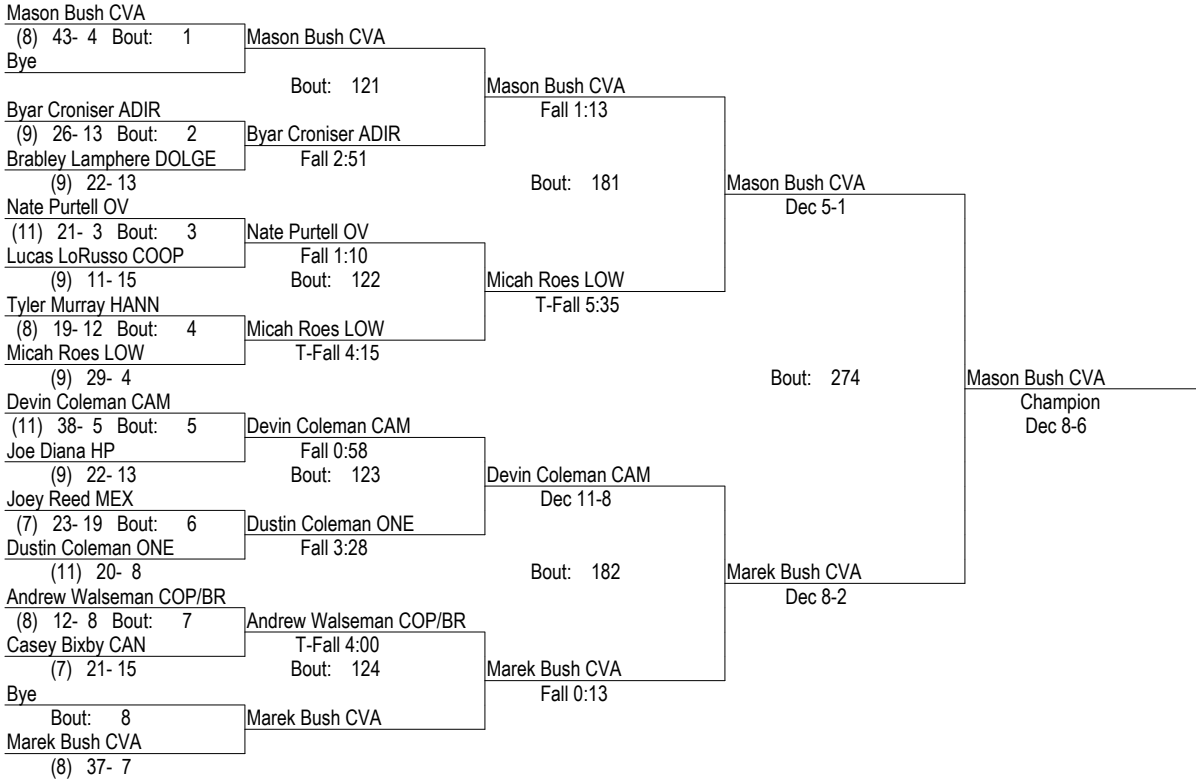 Mason Bush CVA
(8) 43- 4 Bout: 1
Bye
Mason Bush CVA
Bout: 121
Byar Croniser ADIR
(9) 26- 13 Bout: 2
Brabley Lamphere DOLGE
(9) 22- 13
Byar Croniser ADIR
Fall 2:51
Mason Bush CVA
Fall 1:13
Bout: 181
Nate Purtell OV
(11) 21- 3 Bout: 3
Lucas LoRusso COOP
(9) 11- 15
Nate Purtell OV
Fall 1:10
Bout: 122
Tyler Murray HANN
(8) 19- 12 Bout: 4
Micah Roes LOW
(9) 29- 4
Micah Roes LOW
T-Fall 4:15
Micah Roes LOW
T-Fall 5:35
Mason Bush CVA
Dec 5-1
Bout: 274
Devin Coleman CAM
(11) 38- 5 Bout: 5
Joe Diana HP
(9) 22- 13
Devin Coleman CAM
Fall 0:58
Bout: 123
Joey Reed MEX
(7) 23- 19 Bout: 6
Dustin Coleman ONE
(11) 20- 8
Dustin Coleman ONE
Fall 3:28
Devin Coleman CAM
Dec 11-8
Bout: 182
Andrew Walseman COP/BR
(8) 12- 8 Bout: 7
Casey Bixby CAN
(7) 21- 15
Andrew Walseman COP/BR
T-Fall 4:00
Bout: 124
Bye
Bout: 8
Marek Bush CVA
(8) 37- 7
Marek Bush CVA
Marek Bush CVA
Fall 0:13
Marek Bush CVA
Dec 8-2
Mason Bush CVA
Champion
Dec 8-6